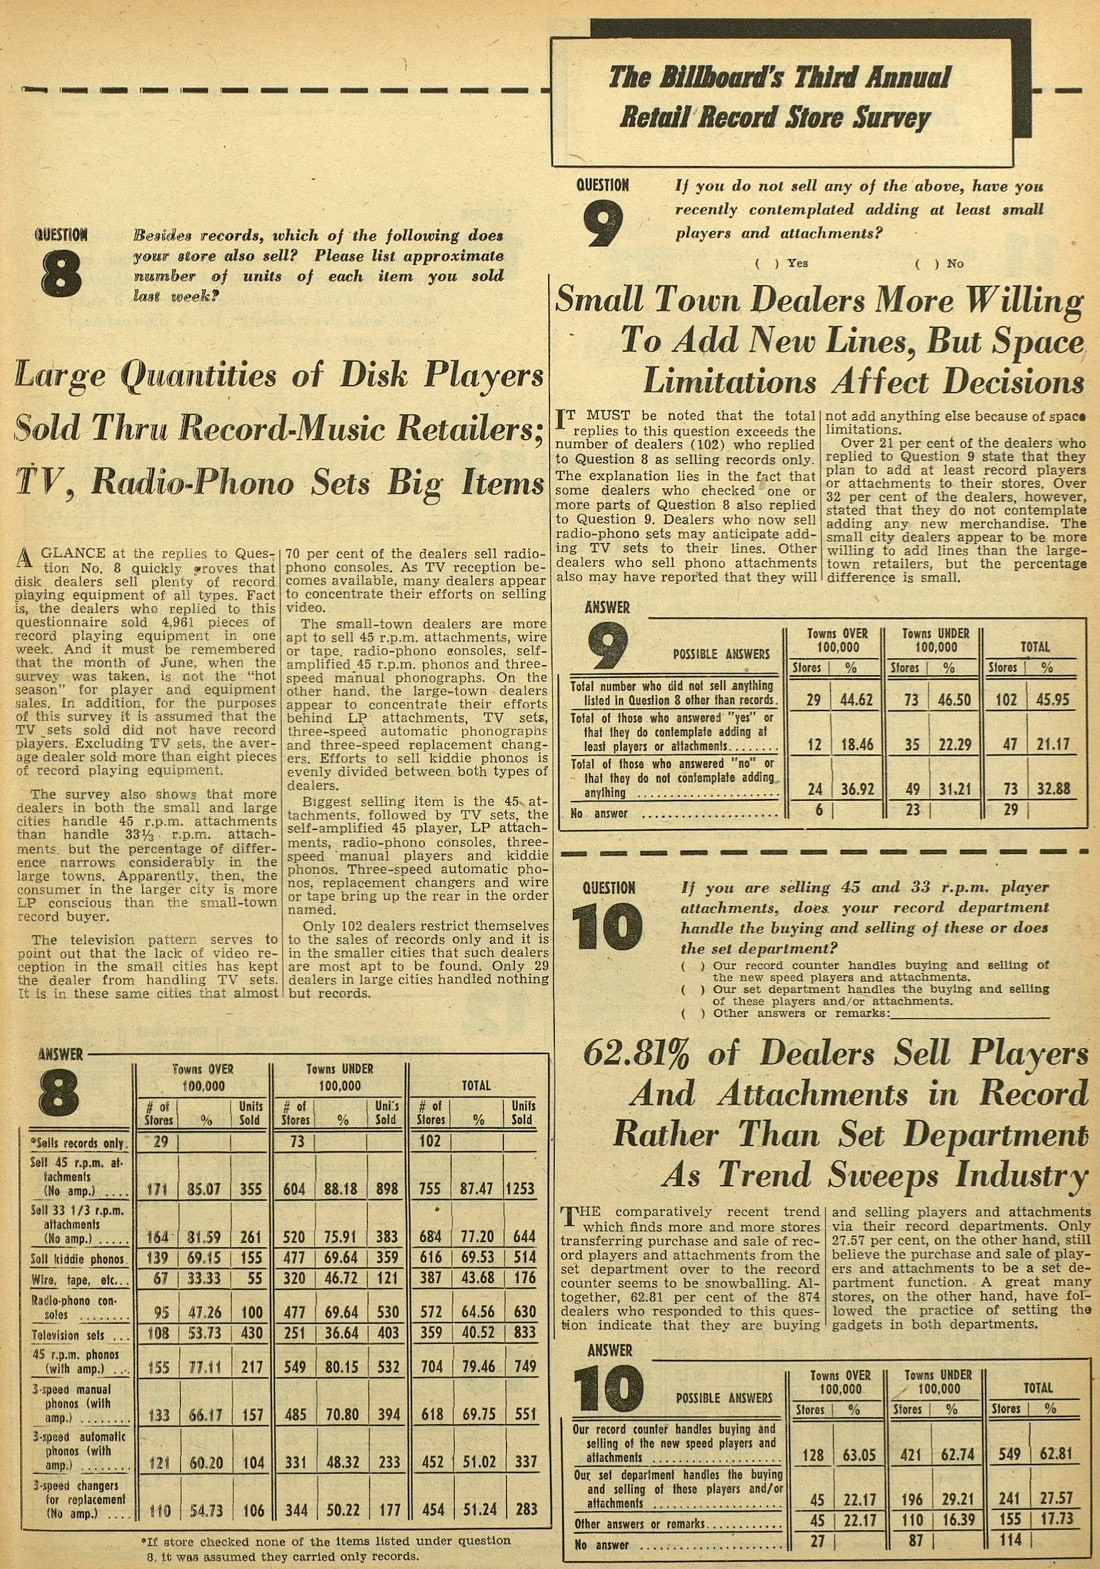 The Billboard's Third Annual
Retail Record Store Survey
QUESTION
8
Besides records, which of the following does
your store also sell? Please list approximate
number of units of each item you sold
last week?
Large Quantities of Disk Players
Sold Thru Record-Music Retailers;
TV, Radio-Phono Sets Big Items
A GLANCE at the replies to Ques-
tion No. 8 quickly proves that
disk dealers sell plenty of record
playing equipment of all types. Fact
is, the dealers who replied to this
questionnaire sold 4,961 pieces of
record playing equipment in one
week. And it must be remembered
that the month of June, when the
survey was taken, is not the "hot
season" for player and equipment
sales. In addition, for the purposes
of this survey it is assumed that the
TV sets sold did not have record
players. Excluding TV sets, the aver-
age dealer sold more than eight pieces
of record playing equipment.
The survey also shows that more
dealers in both the small and large
cities handle 45 r.p.m. attachments
than handle 33⅓ r.p.m. attach-
ments, but the percentage of differ-
ence narrows considerably in the
large towns. Apparently, then, the
consumer in the larger city is more
LP conscious than the small-town
record buyer.
The television pattern serves to
point out that the lack of video re-
ception in the small cities has kept
the dealer from handling TV sets.
It is in these same cities that almost
70 per cent of the dealers sell radio-
phono consoles. As TV reception be-
comes available, many dealers appear
to concentrate their efforts on selling
video.
The small-town dealers are more
apt to sell 45 r.p.m. attachments, wire
or tape, radio-phono consoles, self-
amplified 45 r.p.m. phonos and three-
speed manual phonographs. On the
other hand, the large-town dealers
appear to concentrate their efforts
behind LP attachments, TV sets,
three-speed automatic phonographs
and three-speed replacement chang-
ers. Efforts to sell kiddie phonos is
evenly divided between both types of
dealers.
Biggest selling item is the 45 at-
tachments, followed by TV sets, the
self-amplified 45 player, LP attach-
ments, radio-phono consoles, three-
speed manual players and kiddie
phonos. Three-speed automatic pho-
nos, replacement changers and wire
or tape bring up the rear in the order
named.
Only 102 dealers restrict themselves
to the sales of records only and it is
in the smaller cities that such dealers
are most apt to be found. Only 29
dealers in large cities handled nothing
but records.
ANSWER
8
Towns OVER 100,000 Towns UNDER 100,000 TOTAL
# of Stores % Units Sold # of Stores % Units Sold # of Stores % Units Sold
*Sells records only. 29 73 102
Sell 45 r.p.m. at-
tachments
(No amp.) .... 171 85.07 355 604 88.18 898 755 87.47 1253
Sell 33 1/3 r.p.m.
attachments
(No amp.) ..... 164 81.59 261 520 75.91 383 684 77.20 644
Sell kiddie phonos 139 69.15 155 477 69.64 359 616 69.53 514
Wire, tape, etc... 67 33.33 55 320 46.72 121 387 43.68 176
Radio-phono con-
soles ........ 95 47.26 100 477 69.64 530 572 64.56 630
Television sets ... 108 53.73 430 251 36.64 403 359 40.52 833
45 r.p.m. phonos
(with amp.) ... 155 77.11 217 549 80.15 532 704 79.46 749
3-speed manual
phonos (with
amp.) ........ 133 66.17 157 485 70.80 394 618 69.75 551
3-speed automatic
phonos (with
amp.) ........ 121 60.20 104 331 48.32 233 452 51.02 337
3-speed changers
for replacement
(No amp.) .... 110 54.73 106 344 50.22 177 454 51.24 283
*If store checked none of the items listed under question
8, it was assumed they carried only records.
QUESTION
9
If you do not sell any of the above, have you
recently contemplated adding at least small
players and attachments?
( ) Yes ( ) No
Small Town Dealers More Willing
To Add New Lines, But Space
Limitations Affect Decisions
IT MUST be noted that the total
replies to this question exceeds the
number of dealers (102) who replied
to Question 8 as selling records only.
The explanation lies in the fact that
some dealers who checked one or
more parts of Question 8 also replied
to Question 9. Dealers who now sell
radio-phono sets may anticipate add-
ing TV sets to their lines. Other
dealers who sell phono attachments
also may have reported that they will
not add anything else because of space
limitations.
Over 21 per cent of the dealers who
replied to Question 9 state that they
plan to add at least record players
or attachments to their stores. Over
32 per cent of the dealers, however,
stated that they do not contemplate
adding any new merchandise. The
small city dealers appear to be more
willing to add lines than the large-
town retailers, but the percentage
difference is small.
ANSWER
9
POSSIBLE ANSWERS Towns OVER 100,000 Towns UNDER 100,000 TOTAL
Stores % Stores % Stores %
Total number who did not sell anything
listed in Question 8 other than records. 29 44.62 73 46.50 102 45.95
Total of those who answered "yes" or
that they do contemplate adding at
least players or attachments........ 12 18.46 35 22.29 47 21.17
Total of those who answered "no" or
that they do not contemplate adding
anything .................... 24 36.92 49 31.21 73 32.88
No answer ................... 6 23 29
QUESTION
10
If you are selling 45 and 33 r.p.m. player
attachments, does your record department
handle the buying and selling of these or does
the set department?
( ) Our record counter handles buying and selling of
the new speed players and attachments.
( ) Our set department handles the buying and selling
of these players and/or attachments.
( ) Other answers or remarks:
62.81% of Dealers Sell Players
And Attachments in Record
Rather Than Set Department
As Trend Sweeps Industry
THE comparatively recent trend
which finds more and more stores
transferring purchase and sale of rec-
ord players and attachments from the
set department over to the record
counter seems to be snowballing. Al-
together, 62.81 per cent of the 874
dealers who responded to this ques-
tion indicate that they are buying
and selling players and attachments
via their record departments. Only
27.57 per cent, on the other hand, still
believe the purchase and sale of play-
ers and attachments to be a set de-
partment function. A great many
stores, on the other hand, have fol-
lowed the practice of setting the
gadgets in both departments.
ANSWER
10
POSSIBLE ANSWERS Towns OVER 100,000 Towns UNDER 100,000 TOTAL
Stores % Stores % Stores %
Our record counter handles buying and
selling of the new speed players and
attachments .................. 128 63.05 421 62.74 549 62.81
Our set department handles the buying
and selling of these players and/or
attachments .................. 45 22.17 196 29.21 241 27.57
Other answers or remarks............ 45 22.17 110 16.39 155 17.73
No answer .................... 27 87 114